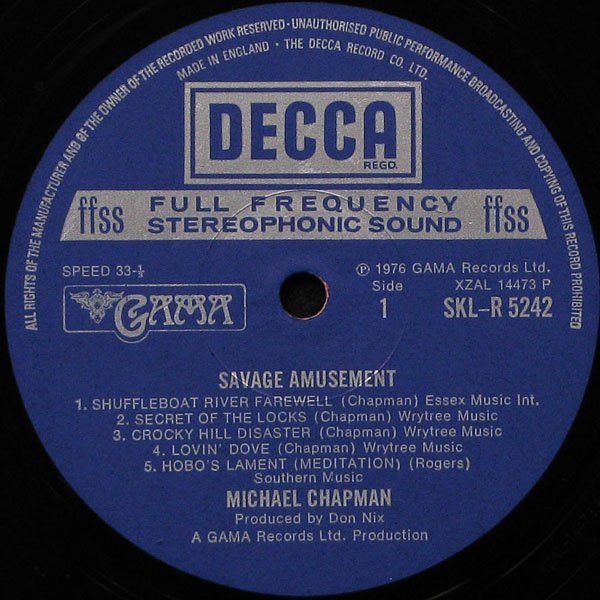 ALL RIGHTS OF THE MANUFACTURER AND OF THE OWNER OF THE RECORDED WORK RESERVED · UNAUTHORISED PUBLIC PERFORMANCE BROADCASTING AND COPYING OF THIS RECORD PROHIBITED
MADE IN ENGLAND · THE DECCA RECORD CO. LTD.
DECCA
REGD.
ffss FULL FREQUENCY ffss
STEREOPHONIC SOUND
SPEED 33-⅓
GAMA
℗ 1976 GAMA Records Ltd.
Side XZAL 14473 P
1 SKL–R 5242
SAVAGE AMUSEMENT
1. SHUFFLEBOAT RIVER FAREWELL (Chapman) Essex Music Int.
2. SECRET OF THE LOCKS (Chapman) Wrytree Music
3. CROCKY HILL DISASTER (Chapman) Wrytree Music
4. LOVIN' DOVE (Chapman) Wrytree Music
5. HOBO'S LAMENT (MEDITATION) (Rogers)
Southern Music
MICHAEL CHAPMAN
Produced by Don Nix
A GAMA Records Ltd. Production